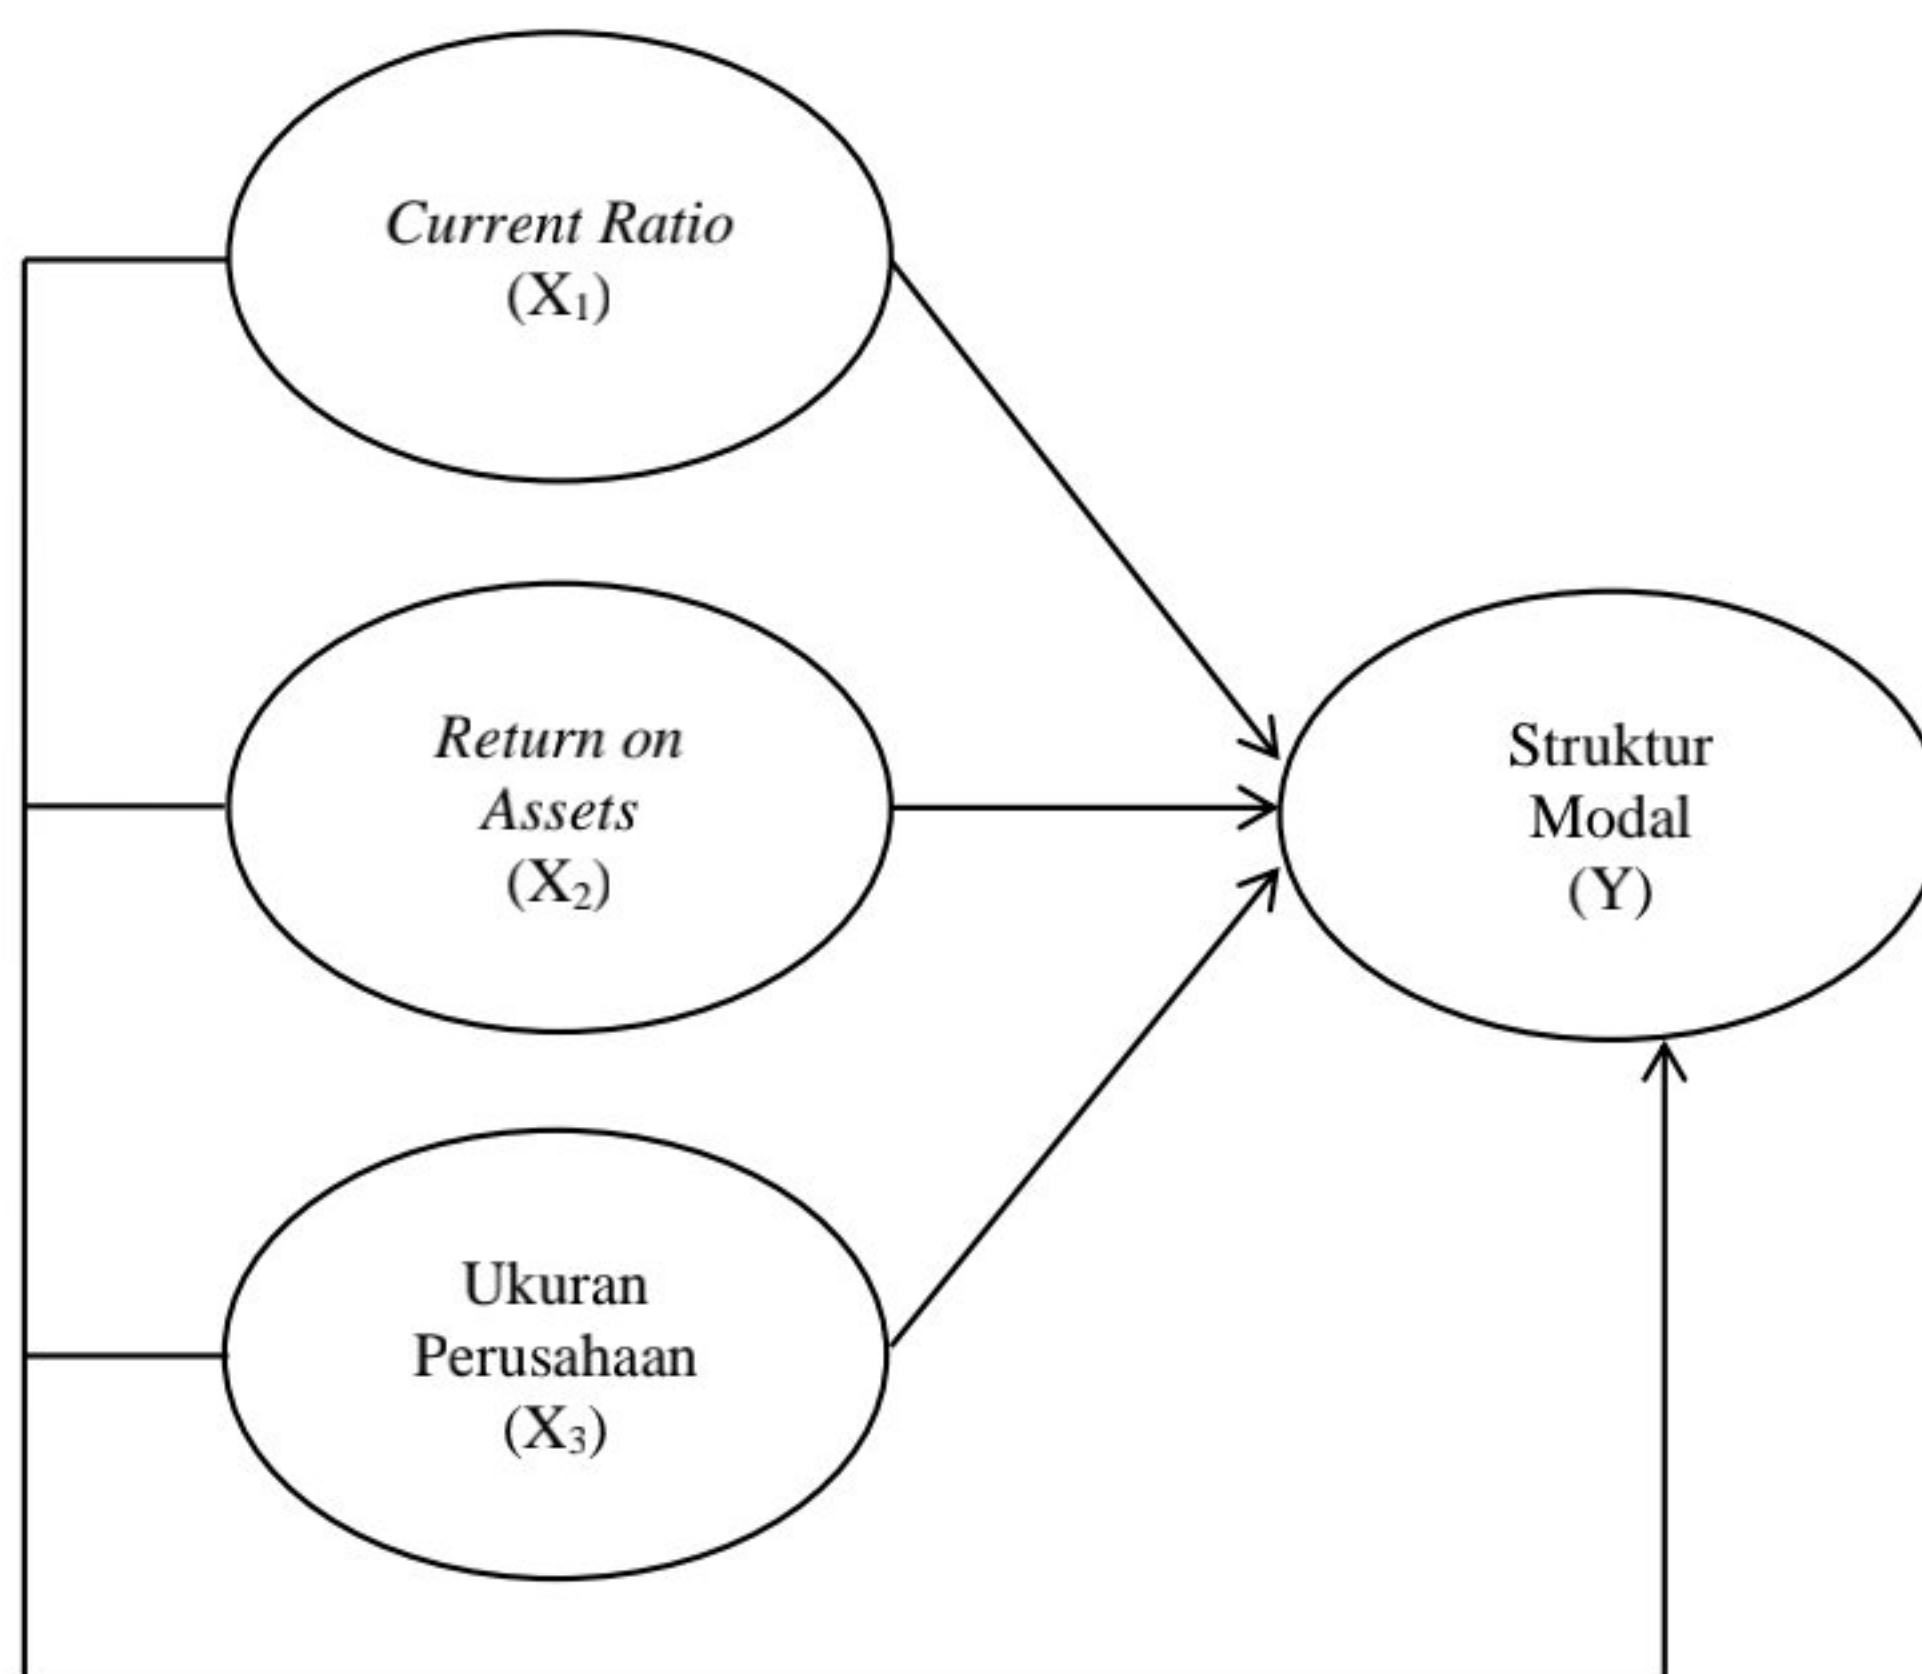 Current Ratio
(X₁)
Return on
Assets
(X₂)
Struktur
Modal
(Y)
Ukuran
Perusahaan
(X₃)